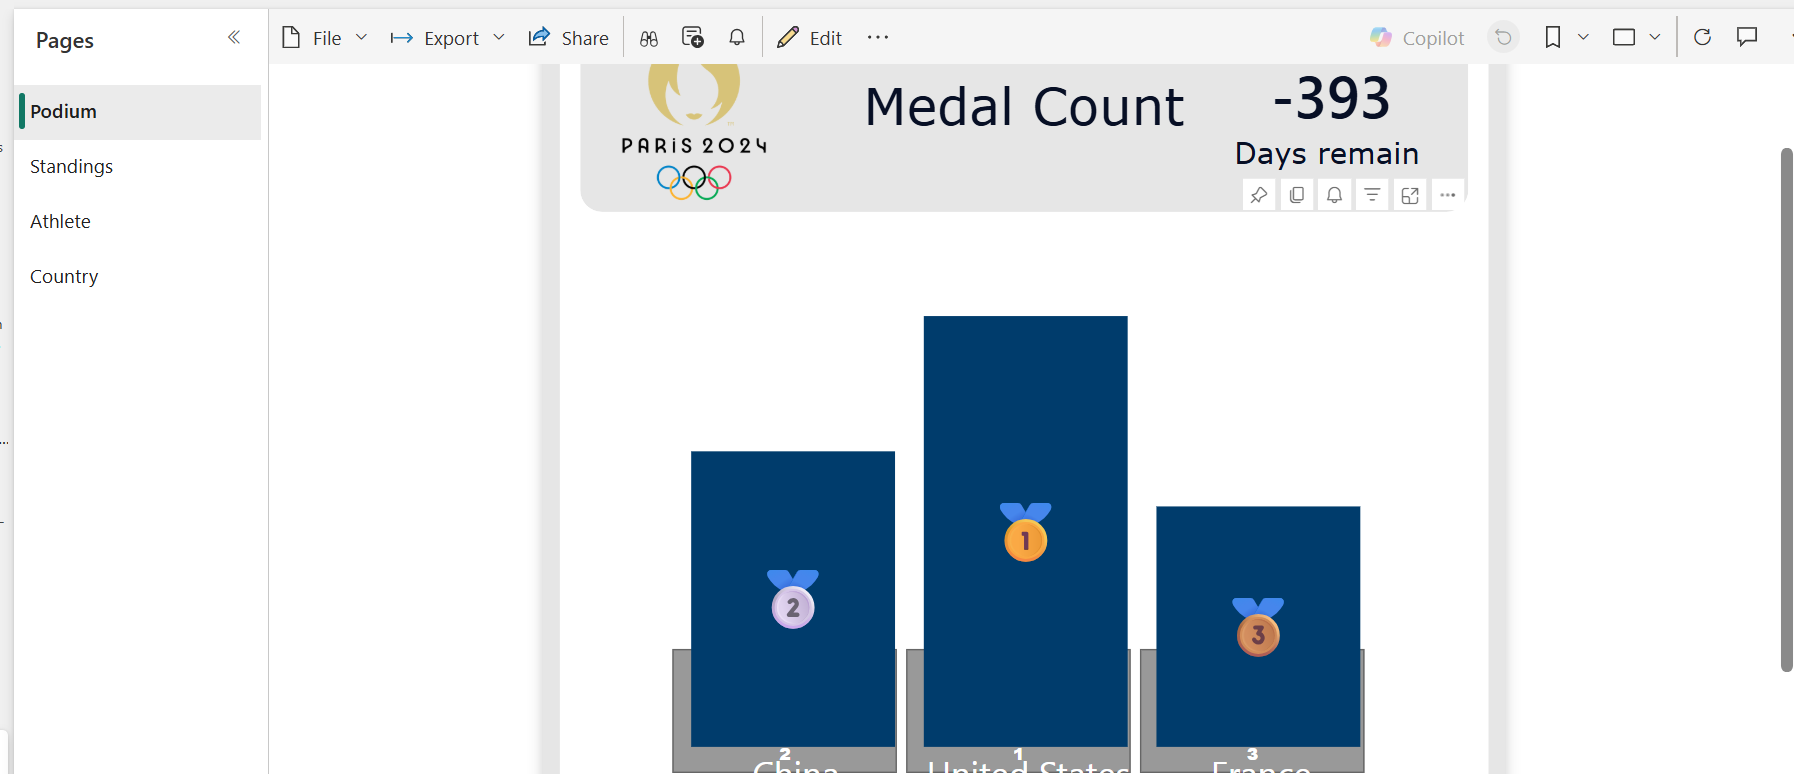 Pages
Podium
Standings
Athlete
Country
File
Export
Share
Edit
Copilot
PARiS 2024
Medal Count
-393
Days remain
2
1
3
2
China
1
United States
3
France